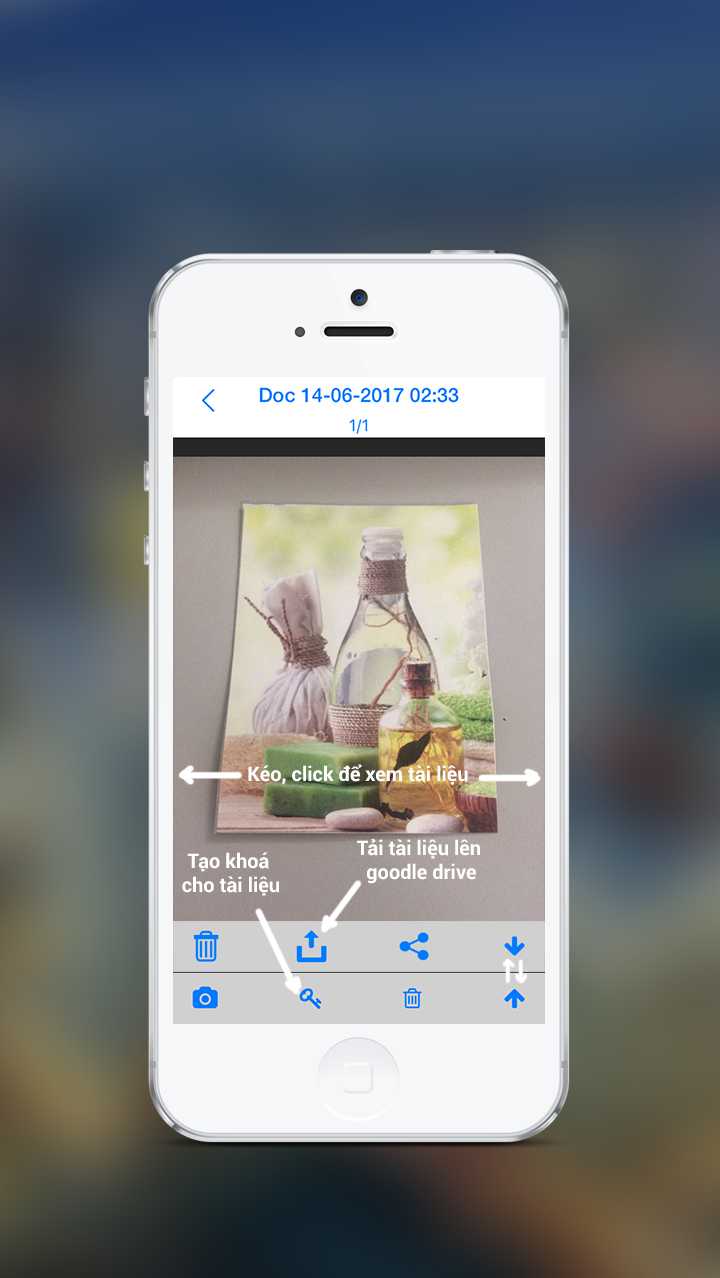 Doc 14-06-2017 02:33
1/1
Kéo, click để xem tài liệu
Tạo khoá
cho tài liệu
Tải tài liệu lên
goodle drive